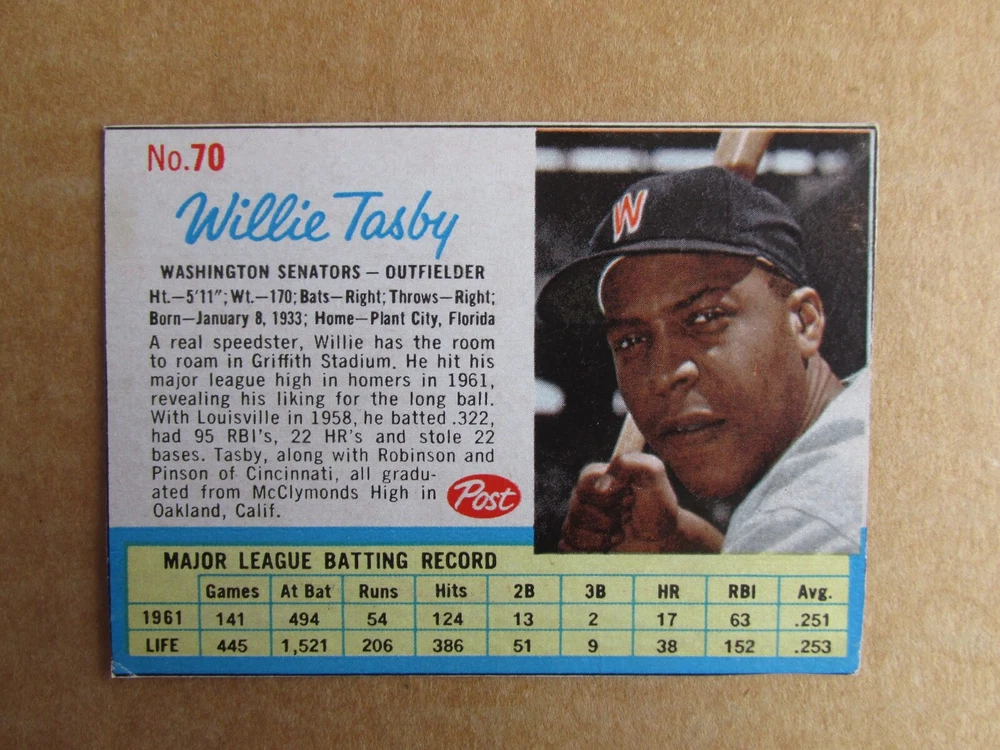 No.70
Willie Tasby
WASHINGTON SENATORS — OUTFIELDER
Ht.—5'11"; Wt.—170; Bats—Right; Throws—Right;
Born—January 8, 1933; Home—Plant City, Florida
A real speedster, Willie has the room
to roam in Griffith Stadium. He hit his
major league high in homers in 1961,
revealing his liking for the long ball.
With Louisville in 1958, he batted .322,
had 95 RBI's, 22 HR's and stole 22
bases. Tasby, along with Robinson and
Pinson of Cincinnati, all gradu-
ated from McClymonds High in
Oakland, Calif.
Post
W
MAJOR LEAGUE BATTING RECORD
Games At Bat Runs Hits 2B 3B HR RBI Avg.
1961 141 494 54 124 13 2 17 63 .251
LIFE 445 1,521 206 386 51 9 38 152 .253